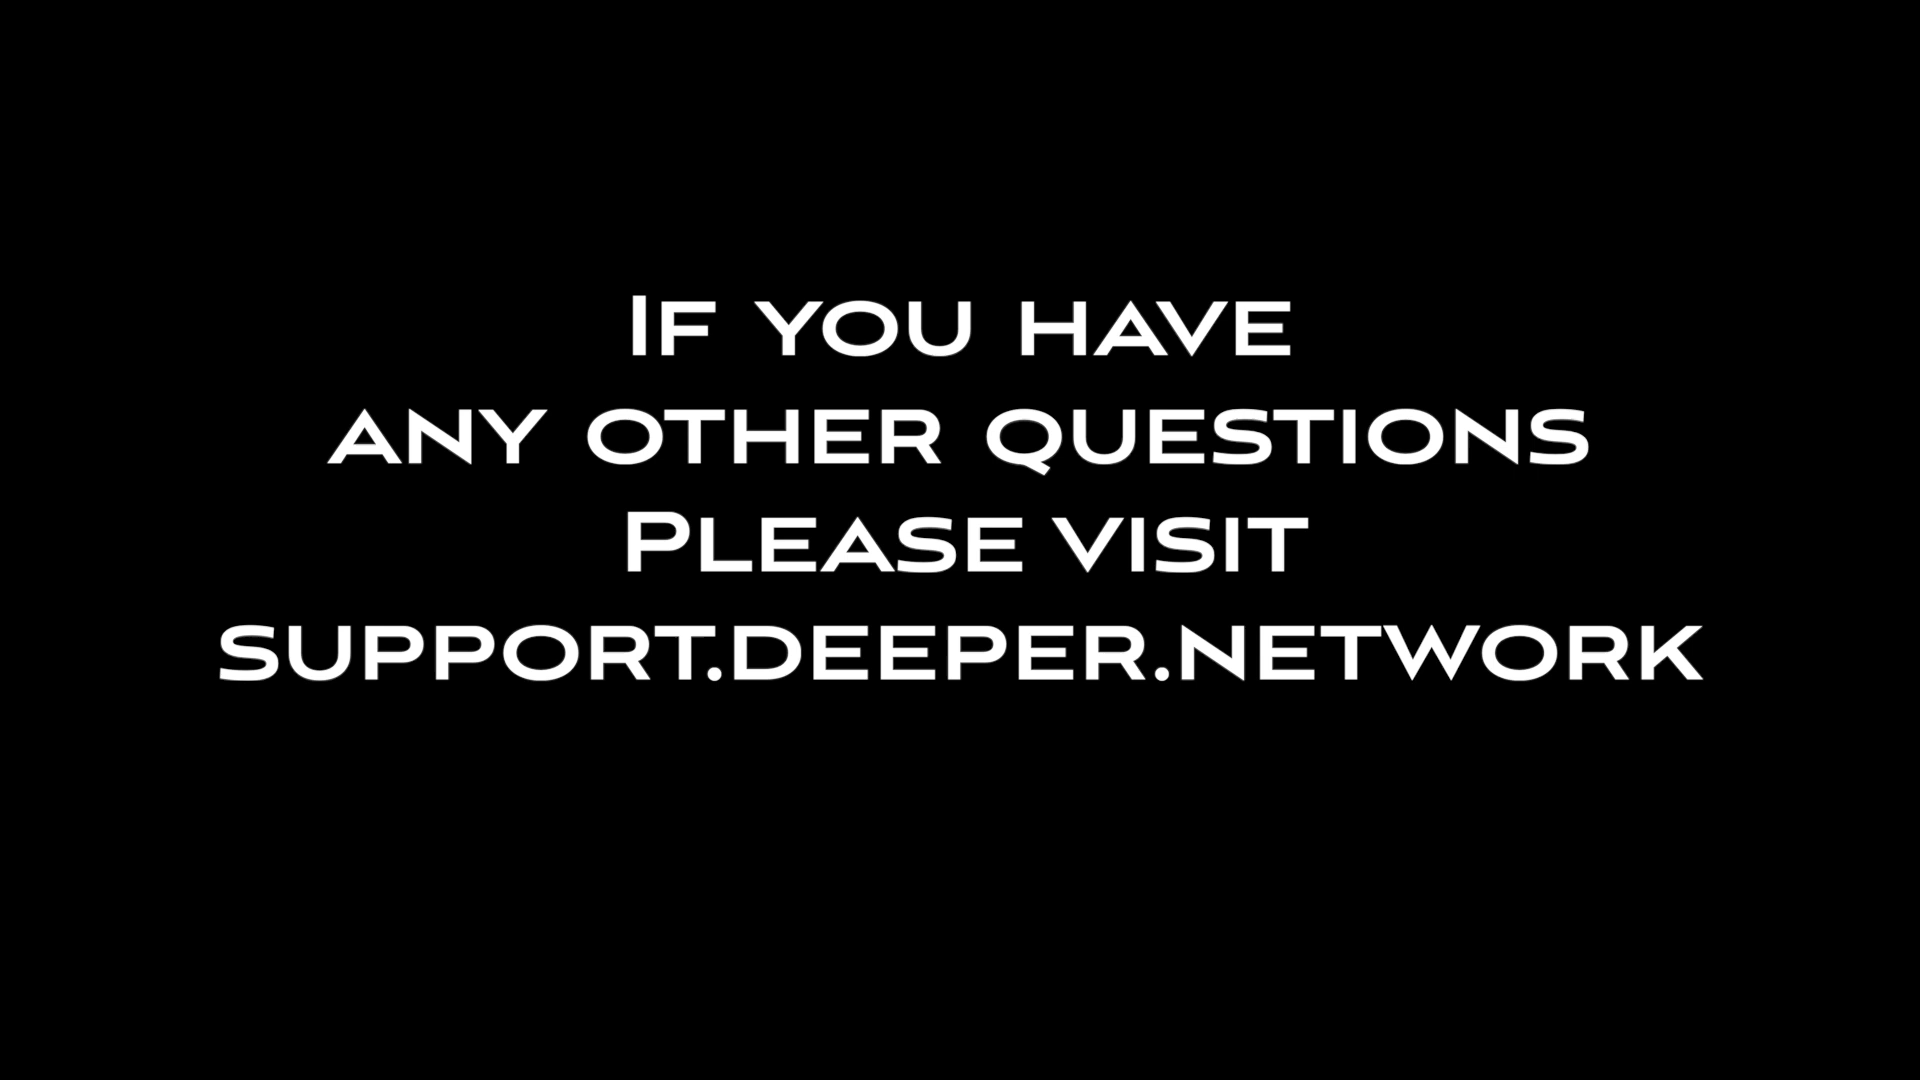 If you have
any other questions
Please visit
support.deeper.network